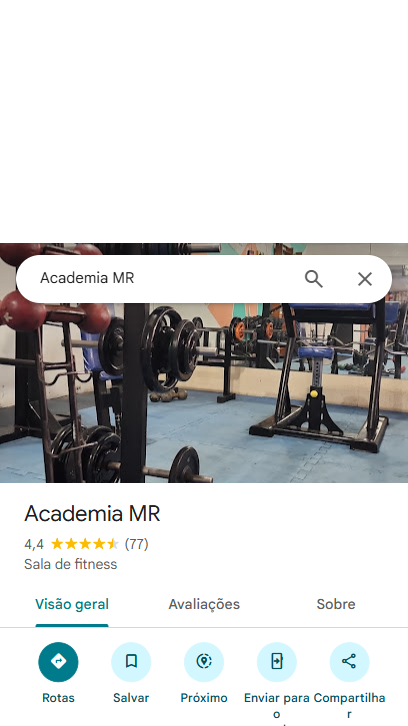 Academia MR
Academia MR
4,4 (77)
Sala de fitness
Visão geral Avaliações Sobre
Rotas Salvar Próximo Enviar para Compartilha
o r